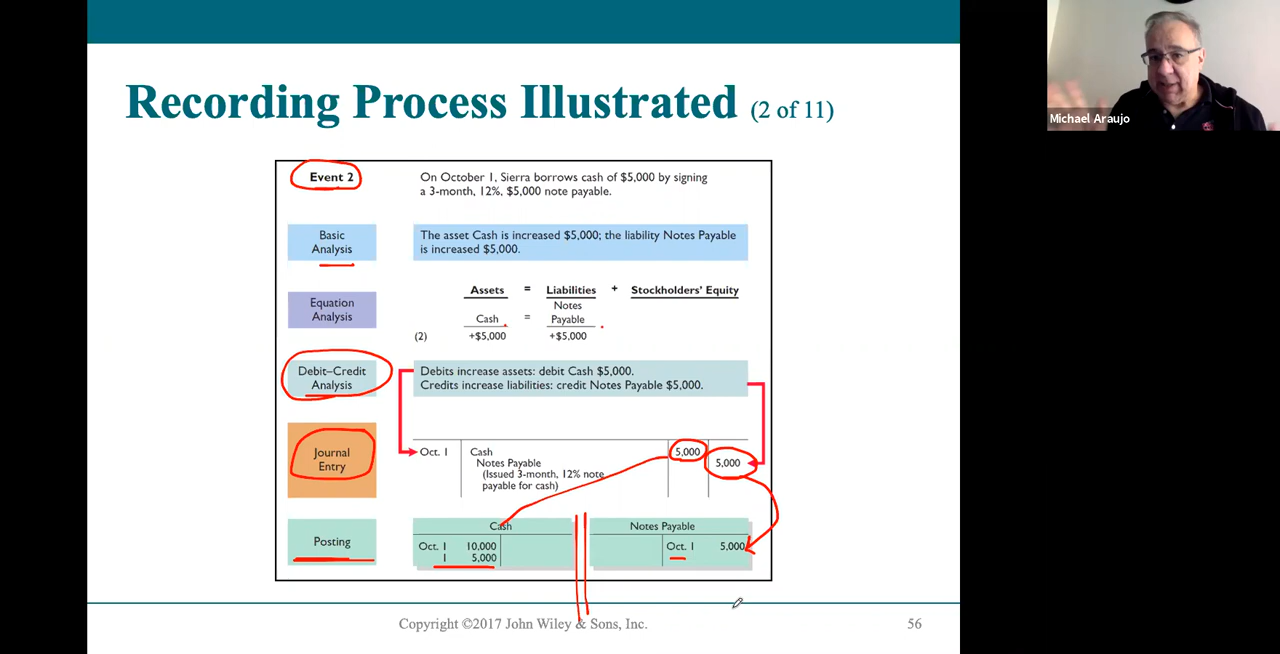 Michael Araujo
Recording Process Illustrated (2 of 11)
Event 2
On October 1, Sierra borrows cash of $5,000 by signing
a 3-month, 12%, $5,000 note payable.
Basic
Analysis
The asset Cash is increased $5,000; the liability Notes Payable
is increased $5,000.
Equation
Analysis
Assets = Liabilities + Stockholders' Equity
Notes
Cash = Payable
(2) +$5,000 +$5,000
Debit–Credit
Analysis
Debits increase assets: debit Cash $5,000.
Credits increase liabilities: credit Notes Payable $5,000.
Journal
Entry
Oct. 1 Cash 5,000
Notes Payable 5,000
(Issued 3-month, 12% note
payable for cash)
Posting
Cash Notes Payable
Oct. 1 10,000 Oct. 1 5,000
1 5,000
Copyright ©2017 John Wiley & Sons, Inc. 56